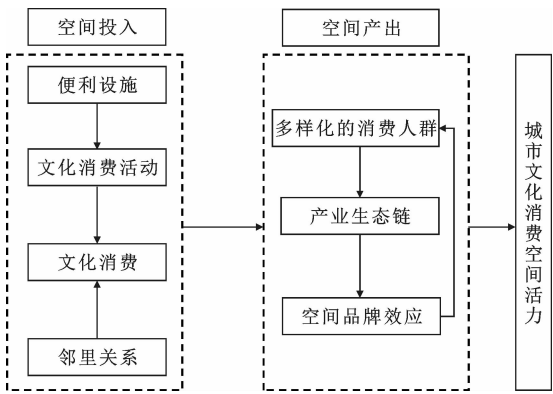 空间投入
便利设施
文化消费活动
文化消费
邻里关系
空间产出
多样化的消费人群
产业生态链
空间品牌效应
城市文化消费空间活力